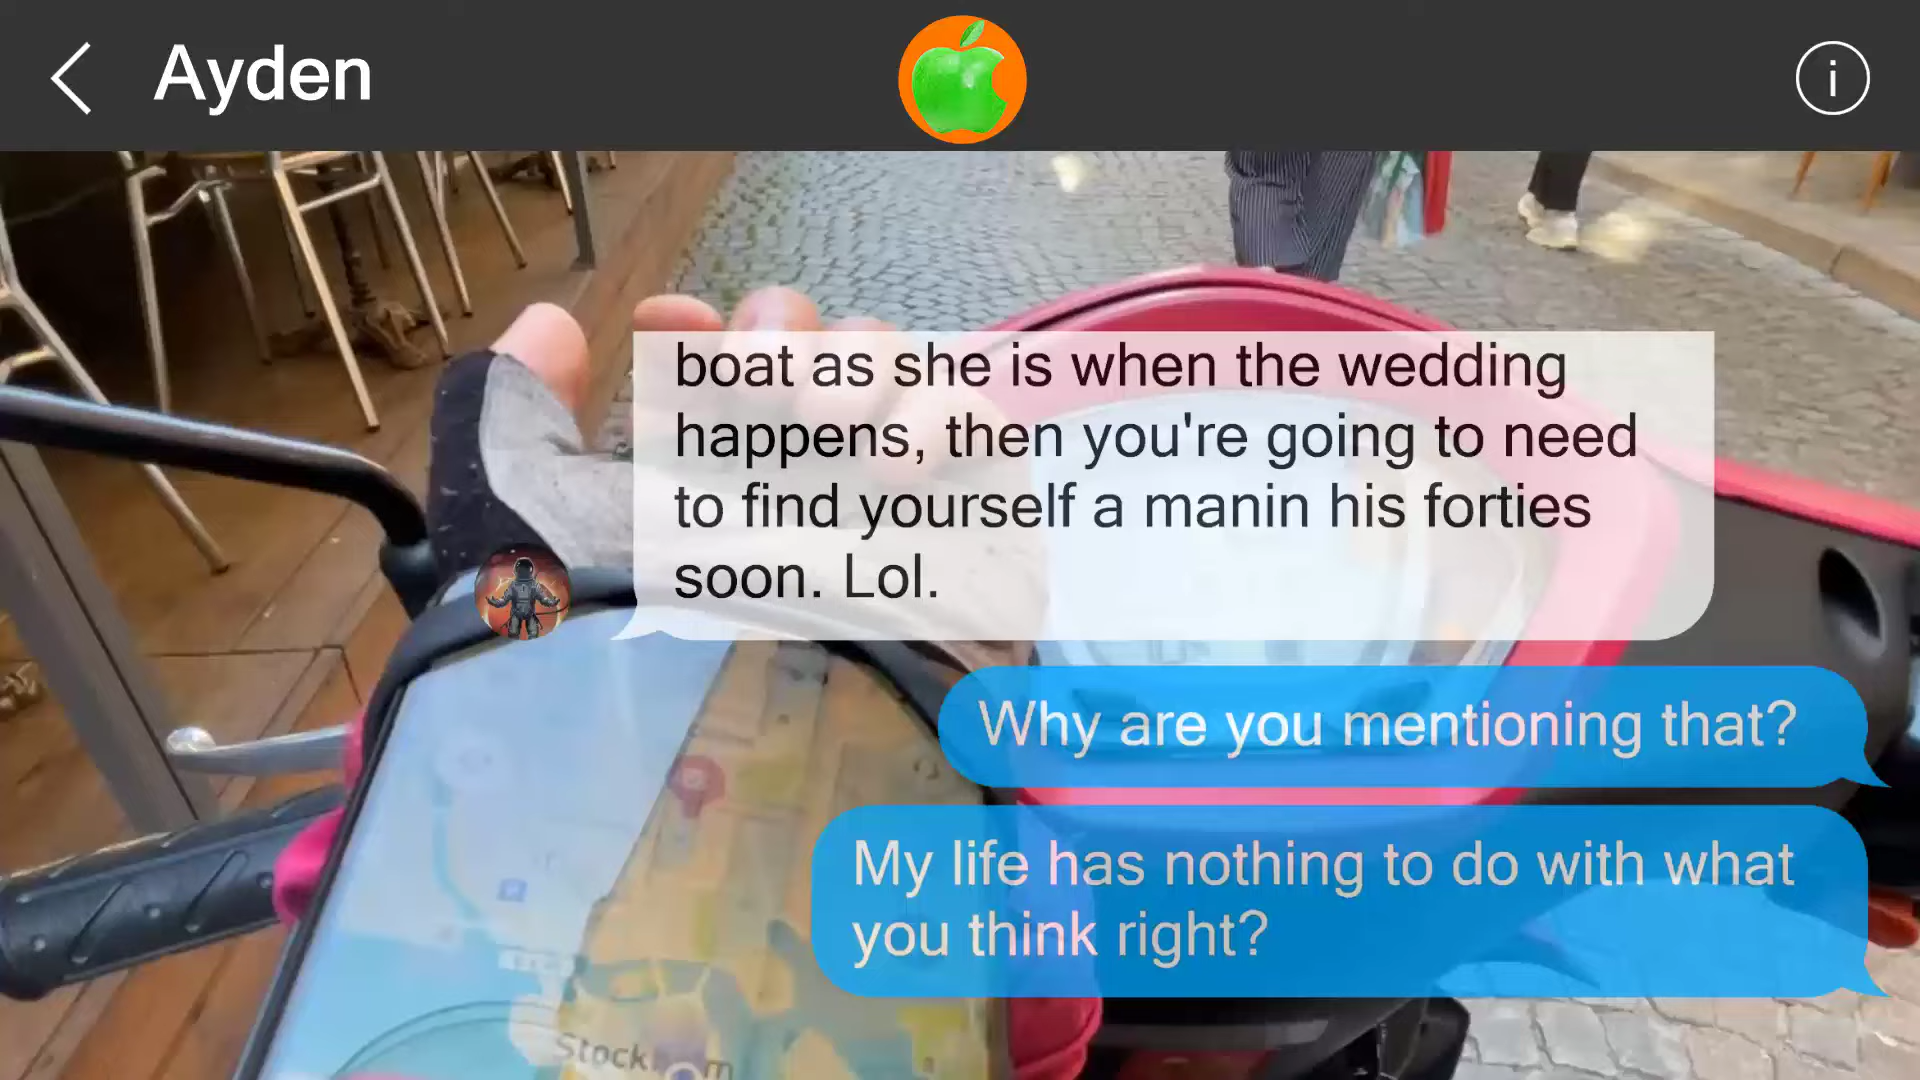 Ayden
i
boat as she is when the wedding
happens, then you're going to need
to find yourself a manin his forties
soon. Lol.
Why are you mentioning that?
My life has nothing to do with what
you think right?